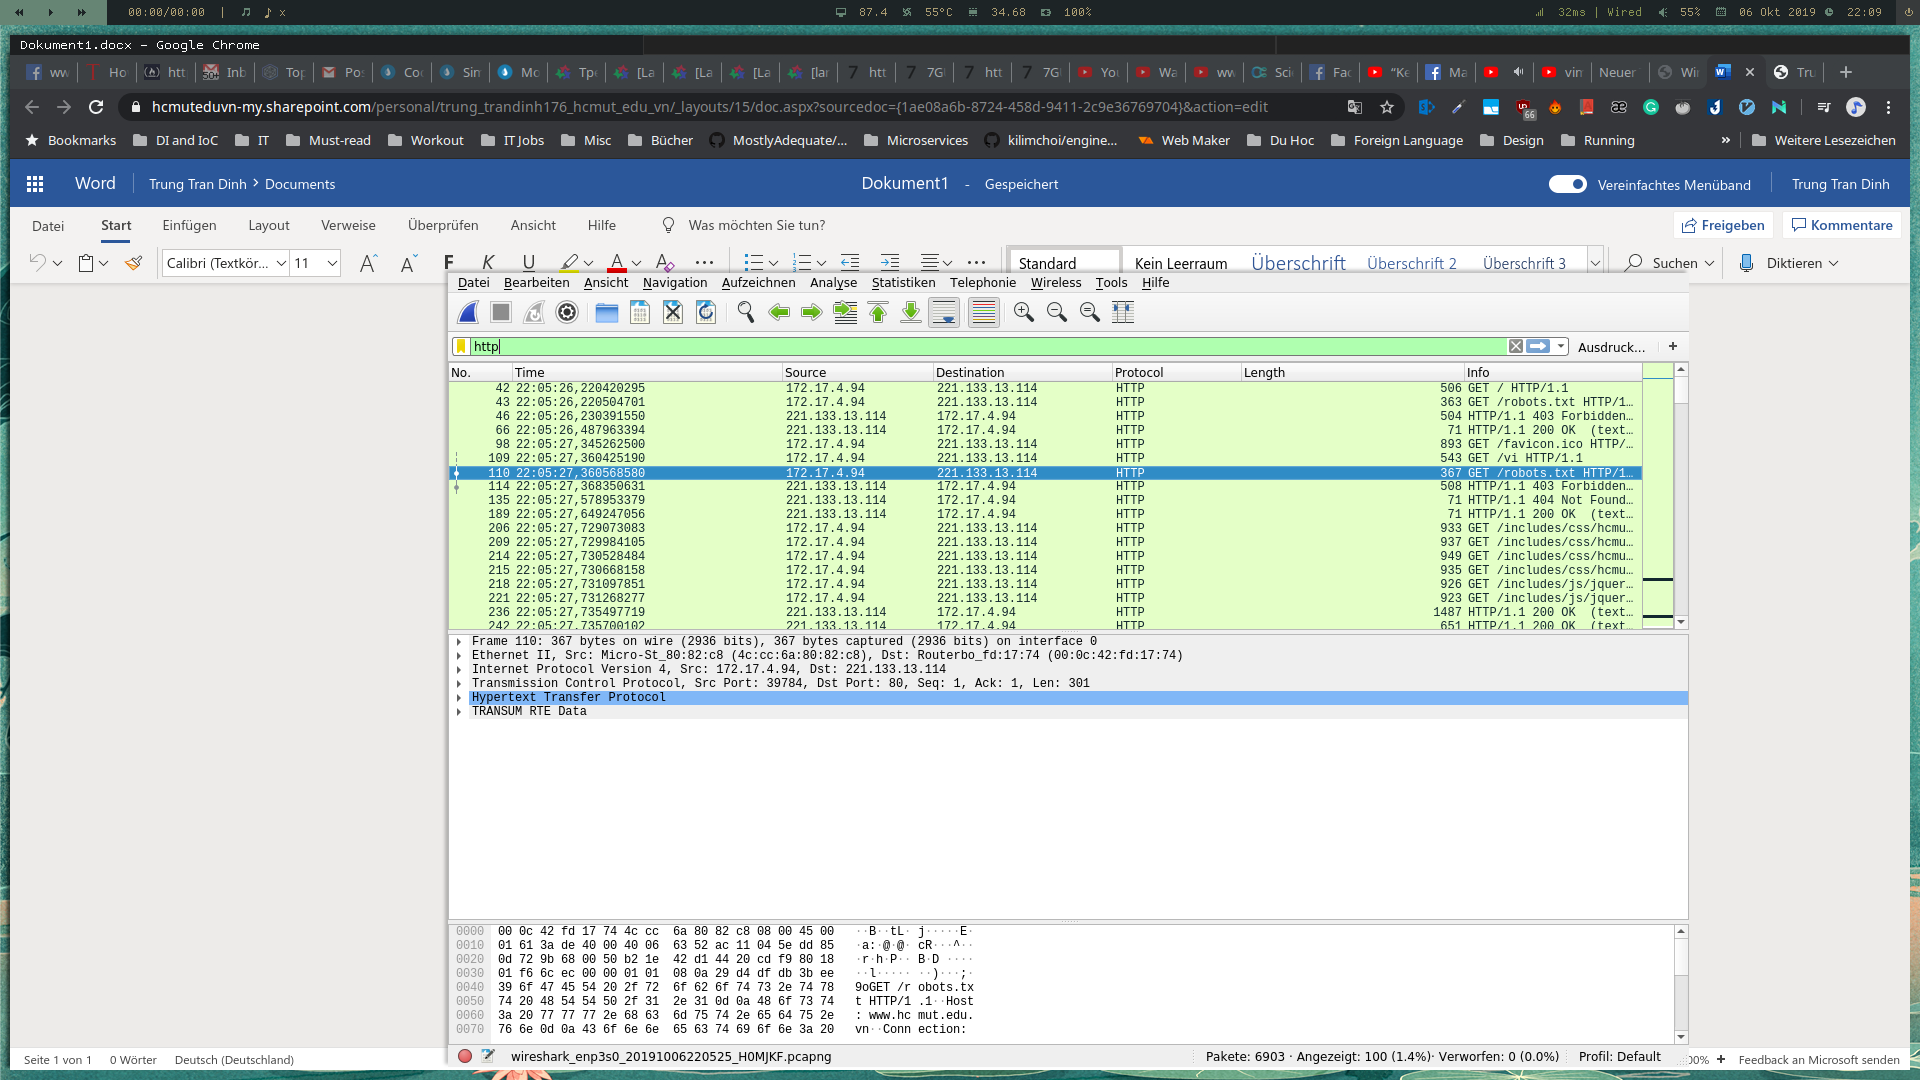 00:00/00:00 | x
87.4 55°C 34.68 100%
32ms | Wired 55% 06 Okt 2019 22:09
Dokument1.docx - Google Chrome
ww Ho htt Inb Top Po: Co Sin Mo Tpe [La [La [La [lar htt 7G htt 7G You Wa ww Sci Fac "Ke Ma vir Neuer Wir Tru
hcmuteduvn-my.sharepoint.com/personal/trung_trandinh176_hcmut_edu_vn/_layouts/15/doc.aspx?sourcedoc={1ae08a6b-8724-458d-9411-2c9e36769704}&action=edit
66
Bookmarks DI and IoC IT Must-read Workout IT Jobs Misc Bücher MostlyAdequate/... Microservices kilimchoi/engine... Web Maker Du Hoc Foreign Language Design Running » Weitere Lesezeichen
Word Trung Tran Dinh > Documents Dokument1 - Gespeichert Vereinfachtes Menüband Trung Tran Dinh
Datei Start Einfügen Layout Verweise Überprüfen Ansicht Hilfe Was möchten Sie tun? Freigeben Kommentare
Calibri (Textkör... 11 A A F K U A Standard Kein Leerraum Überschrift Überschrift 2 Überschrift 3 Suchen Diktieren
Datei Bearbeiten Ansicht Navigation Aufzeichnen Analyse Statistiken Telephonie Wireless Tools Hilfe
http Ausdruck... +
No. Time Source Destination Protocol Length Info
42 22:05:26,220420295 172.17.4.94 221.133.13.114 HTTP 506 GET / HTTP/1.1
43 22:05:26,220504701 172.17.4.94 221.133.13.114 HTTP 363 GET /robots.txt HTTP/1…
46 22:05:26,230391550 221.133.13.114 172.17.4.94 HTTP 504 HTTP/1.1 403 Forbidden…
66 22:05:26,487963394 221.133.13.114 172.17.4.94 HTTP 71 HTTP/1.1 200 OK (text…
98 22:05:27,345262500 172.17.4.94 221.133.13.114 HTTP 893 GET /favicon.ico HTTP/…
109 22:05:27,360425190 172.17.4.94 221.133.13.114 HTTP 543 GET /vi HTTP/1.1
110 22:05:27,360568580 172.17.4.94 221.133.13.114 HTTP 367 GET /robots.txt HTTP/1…
114 22:05:27,368350631 221.133.13.114 172.17.4.94 HTTP 508 HTTP/1.1 403 Forbidden…
135 22:05:27,578953379 221.133.13.114 172.17.4.94 HTTP 71 HTTP/1.1 404 Not Found…
189 22:05:27,649247056 221.133.13.114 172.17.4.94 HTTP 71 HTTP/1.1 200 OK (text…
206 22:05:27,729073083 172.17.4.94 221.133.13.114 HTTP 933 GET /includes/css/hcmu…
209 22:05:27,729984105 172.17.4.94 221.133.13.114 HTTP 937 GET /includes/css/hcmu…
214 22:05:27,730528484 172.17.4.94 221.133.13.114 HTTP 949 GET /includes/css/hcmu…
215 22:05:27,730668158 172.17.4.94 221.133.13.114 HTTP 935 GET /includes/css/hcmu…
218 22:05:27,731097851 172.17.4.94 221.133.13.114 HTTP 926 GET /includes/js/jquer…
221 22:05:27,731268277 172.17.4.94 221.133.13.114 HTTP 923 GET /includes/js/jquer…
236 22:05:27,735497719 221.133.13.114 172.17.4.94 HTTP 1487 HTTP/1.1 200 OK (text…
242 22:05:27,735700102 221.133.13.114 172.17.4.94 HTTP 651 HTTP/1.1 200 OK (text…
Frame 110: 367 bytes on wire (2936 bits), 367 bytes captured (2936 bits) on interface 0
Ethernet II, Src: Micro-St_80:82:c8 (4c:cc:6a:80:82:c8), Dst: Routerbo_fd:17:74 (00:0c:42:fd:17:74)
Internet Protocol Version 4, Src: 172.17.4.94, Dst: 221.133.13.114
Transmission Control Protocol, Src Port: 39784, Dst Port: 80, Seq: 1, Ack: 1, Len: 301
Hypertext Transfer Protocol
TRANSUM RTE Data
0000 00 0c 42 fd 17 74 4c cc 6a 80 82 c8 08 00 45 00 ··B··tL· j·····E·
0010 01 61 3a de 40 00 40 06 63 52 ac 11 04 5e dd 85 ·a:·@·@· cR···^··
0020 0d 72 9b 68 00 50 b2 1e 42 d1 44 20 cd f9 80 18 ·r·h·P·· B·D ····
0030 01 f6 6c ec 00 00 01 01 08 0a 29 d4 df db 3b ee ··l····· ··)···;·
0040 39 6f 47 45 54 20 2f 72 6f 62 6f 74 73 2e 74 78 9oGET /r obots.tx
0050 74 20 48 54 54 50 2f 31 2e 31 0d 0a 48 6f 73 74 t HTTP/1 .1··Host
0060 3a 20 77 77 77 2e 68 63 6d 75 74 2e 65 64 75 2e : www.hc mut.edu.
0070 76 6e 0d 0a 43 6f 6e 6e 65 63 74 69 6f 6e 3a 20 vn··Conn ection:
wireshark_enp3s0_20191006220525_H0MJKF.pcapng Pakete: 6903 · Angezeigt: 100 (1.4%)· Verworfen: 0 (0.0%) Profil: Default
Seite 1 von 1 0 Wörter Deutsch (Deutschland) 00% + Feedback an Microsoft senden